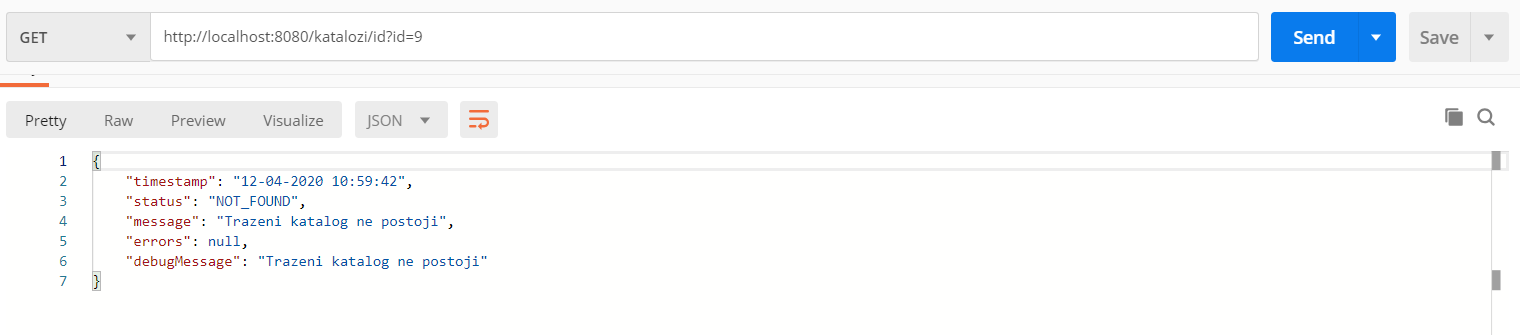 GET http://localhost:8080/katalozi/id?id=9 Send Save
Pretty Raw Preview Visualize JSON
1 {
2 "timestamp": "12-04-2020 10:59:42",
3 "status": "NOT_FOUND",
4 "message": "Trazeni katalog ne postoji",
5 "errors": null,
6 "debugMessage": "Trazeni katalog ne postoji"
7 }